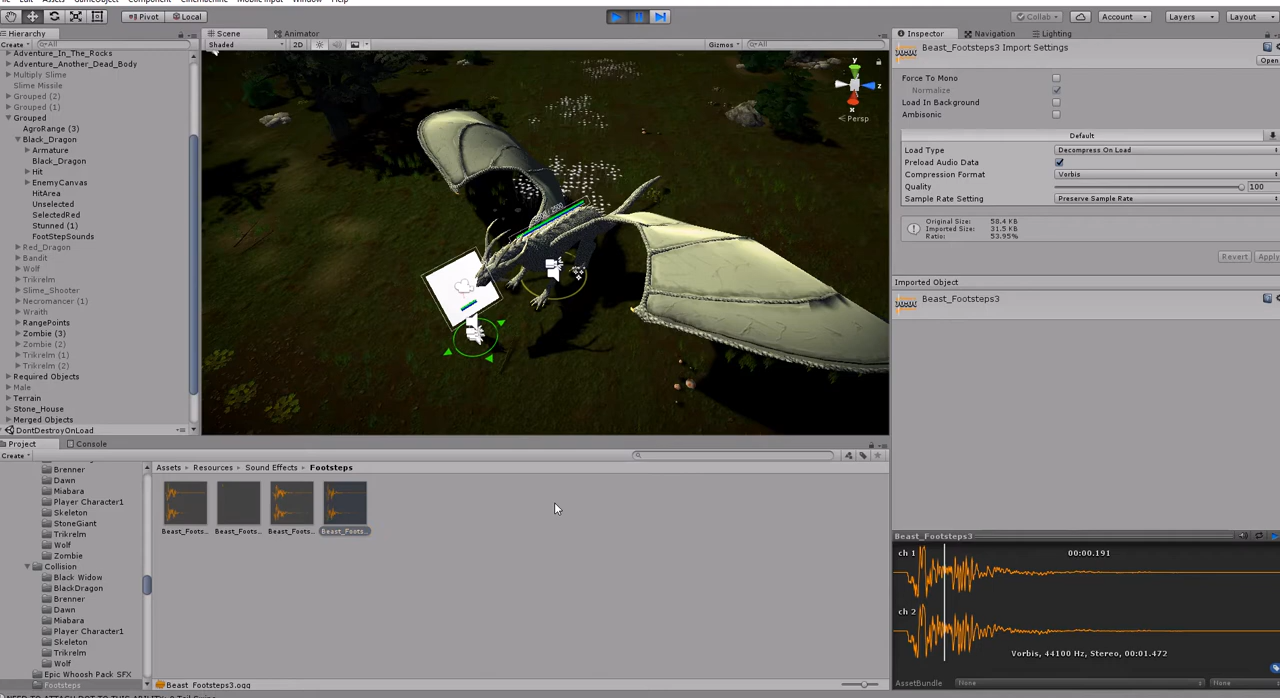 Pivot Local Collab Account Layers Layout
Hierarchy
Create All
Adventure_In_The_Rocks
Adventure_Another_Dead_Body
Multiply Slime
Slime Missile
Grouped (2)
Grouped (1)
Grouped
AgroRange (3)
Black_Dragon
Armature
Black_Dragon
Hit
EnemyCanvas
HitArea
Unselected
SelectedRed
Stunned (1)
FootStepSounds
Red_Dragon
Bandit
Wolf
Trikrelm
Slime_Shooter
Necromancer (1)
Wraith
RangePoints
Zombie (3)
Zombie (2)
Trikrelm (1)
Trikrelm (2)
Required Objects
Male
Terrain
Stone_House
Merged Objects
DontDestroyOnLoad
Scene Animator
Shaded 2D Gizmos All
y
z
x
Persp
Inspector Navigation Lighting
Beast_Footsteps3 Import Settings
Open
Force To Mono
Normalize
Load In Background
Ambisonic
Default
Load Type Decompress On Load
Preload Audio Data
Compression Format Vorbis
Quality 100
Sample Rate Setting Preserve Sample Rate
Original Size: 58.4 KB
Imported Size: 31.5 KB
Ratio: 53.95%
Revert Apply
Imported Object
Beast_Footsteps3
Project Console
Create
Brenner
Dawn
Miabara
Player Character1
Skeleton
StoneGiant
Trikrelm
Wolf
Zombie
Collision
Black Widow
BlackDragon
Brenner
Dawn
Miabara
Player Character1
Skeleton
Trikrelm
Wolf
Epic Whoosh Pack SFX
Footsteps
Assets Resources Sound Effects Footsteps
Beast_Foots... Beast_Foots... Beast_Foots... Beast_Foots...
Beast_Footsteps3.ogg
Beast_Footsteps3
ch 1 00:00.191
ch 2
Vorbis, 44100 Hz, Stereo, 00:01.472
AssetBundle None None